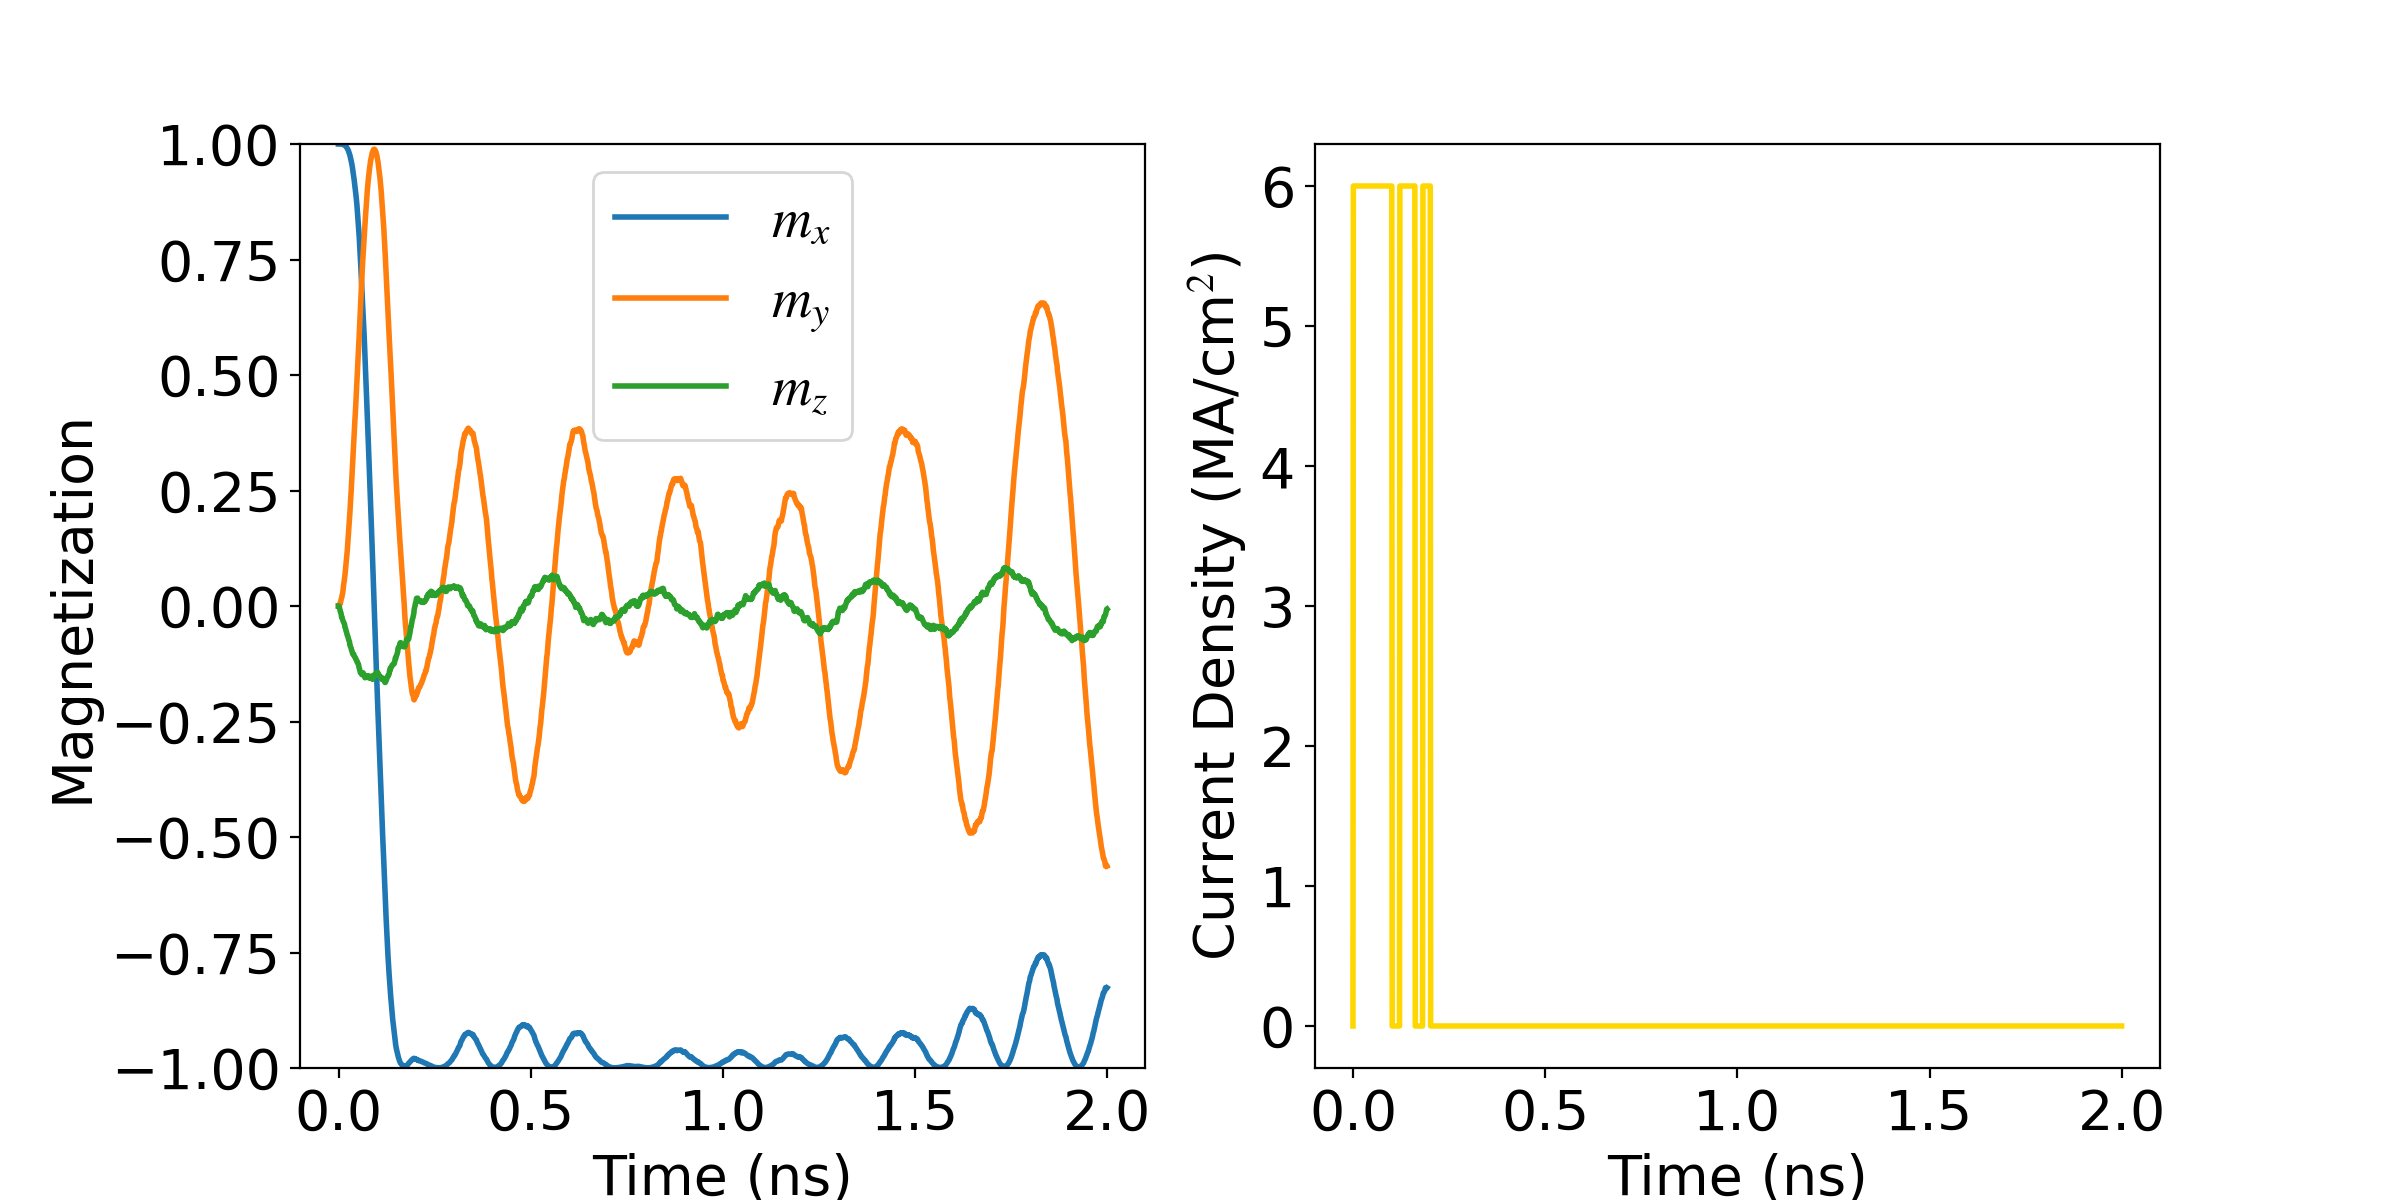 1.00
0.75
0.50
0.25
0.00
−0.25
−0.50
−0.75
−1.00
Magnetization
0.0 0.5 1.0 1.5 2.0
Time (ns)
m_x
m_y
m_z
6
5
4
3
2
1
0
Current Density (MA/cm²)
0.0 0.5 1.0 1.5 2.0
Time (ns)